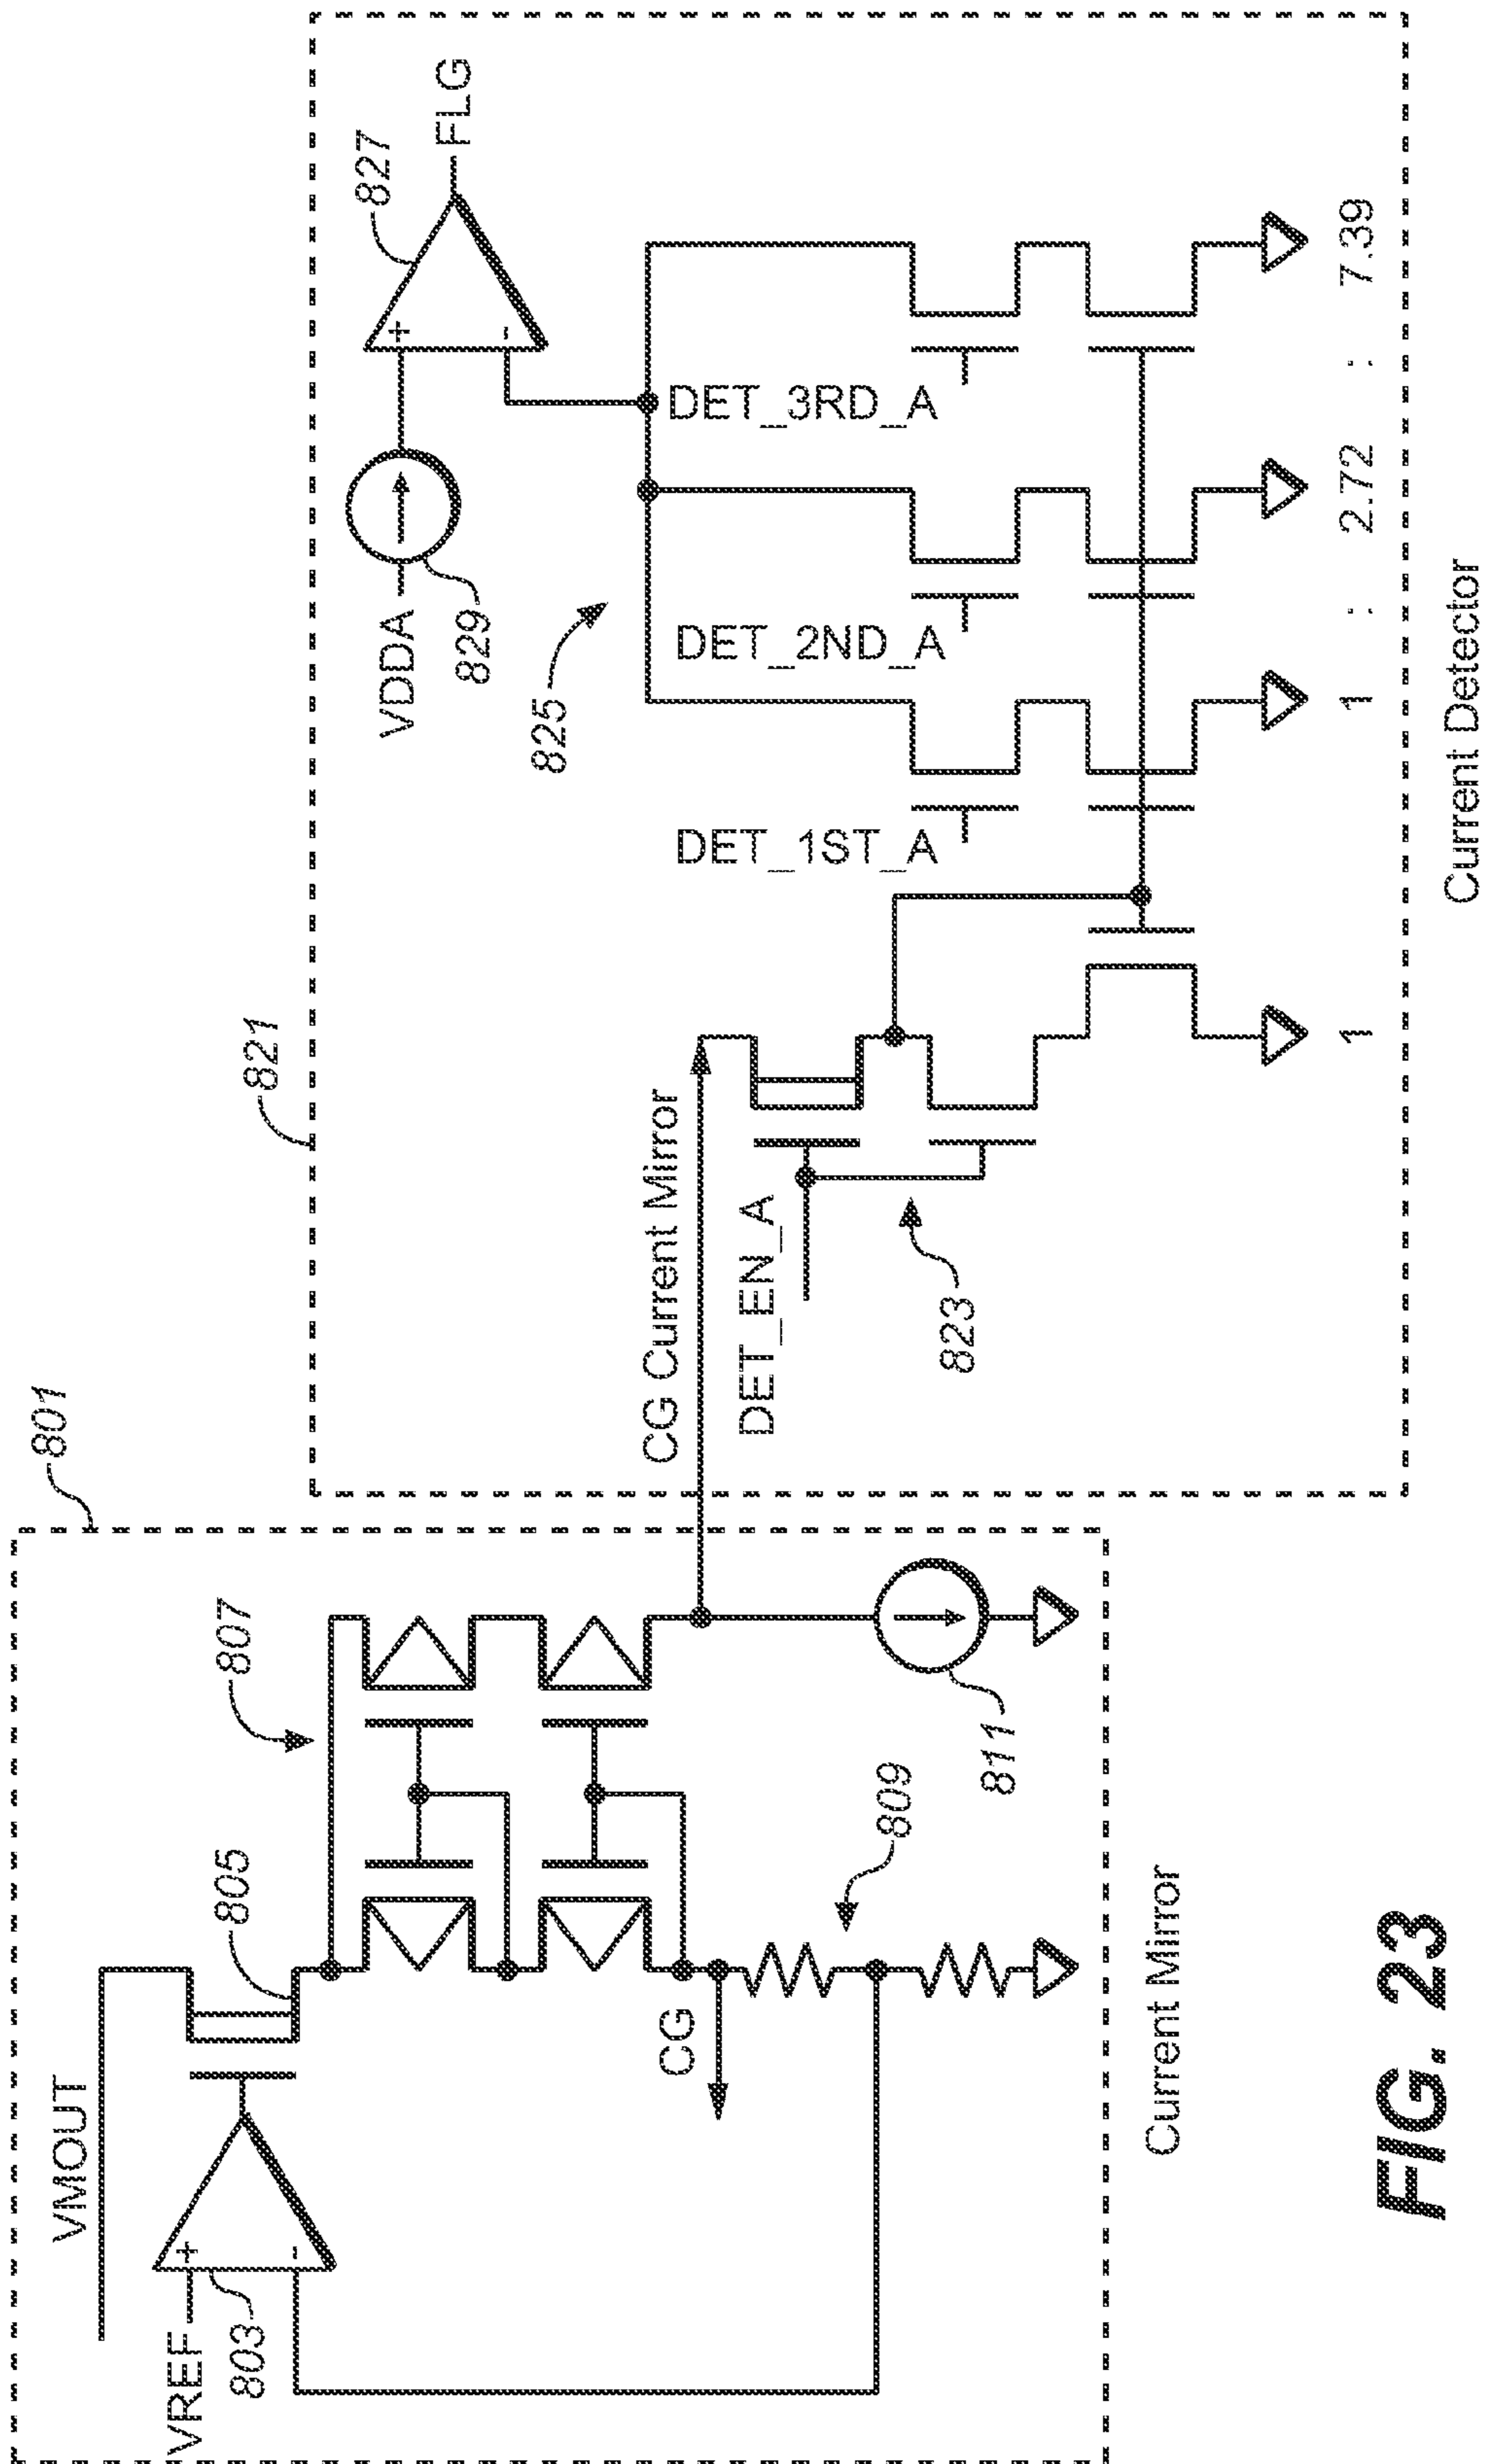 801
VMOUT
VREF
803
805
807
CG
809
811
Current Mirror
821
CG Current Mirror
DET_EN_A
823
VDDA
829
825
827
FLG
+
-
+
-
DET_1ST_A
DET_2ND_A
DET_3RD_A
1 1 : 2.72 : 7.39
Current Detector
FIG. 23